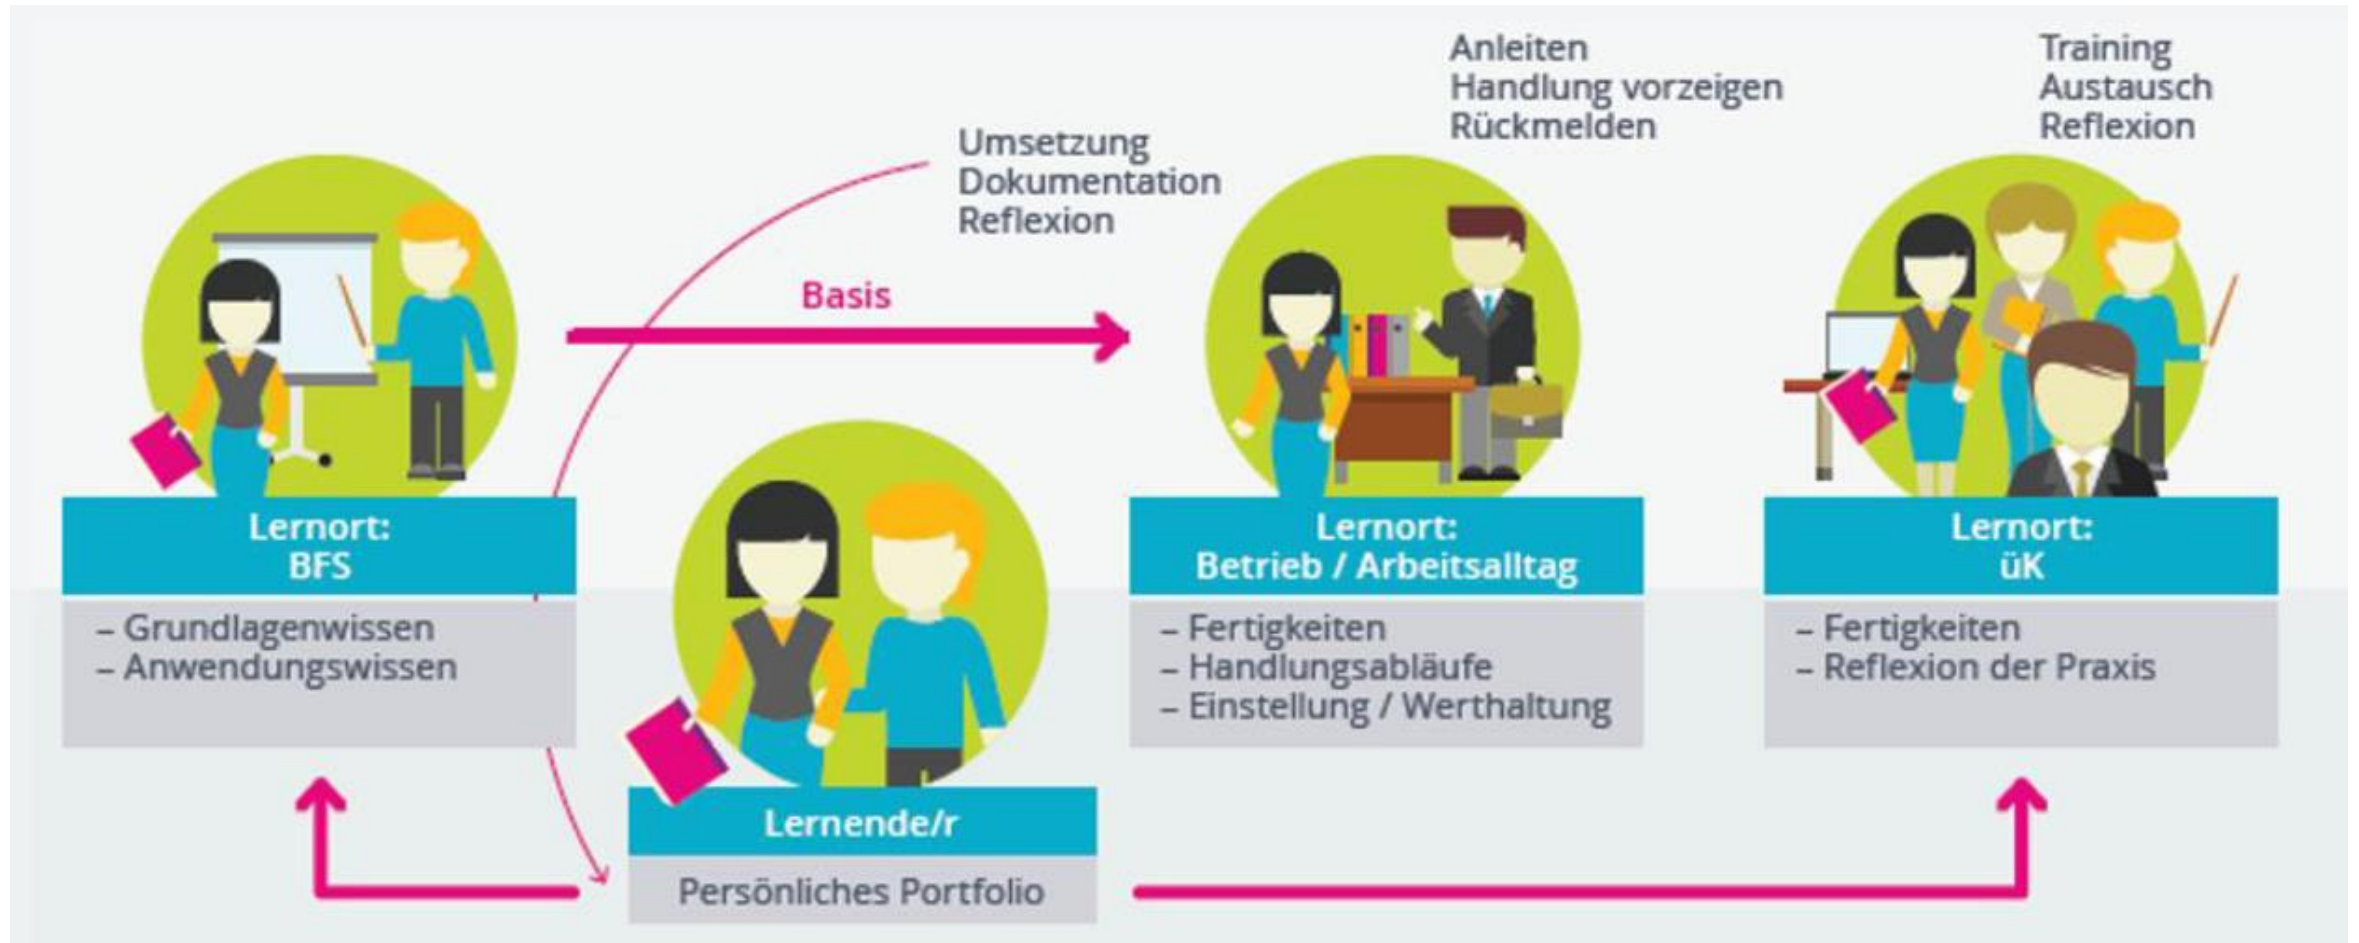 Anleiten
Handlung vorzeigen
Rückmelden
Training
Austausch
Reflexion
Umsetzung
Dokumentation
Reflexion
Basis
Lernort:
BFS
– Grundlagenwissen
– Anwendungswissen
Lernort:
Betrieb / Arbeitsalltag
– Fertigkeiten
– Handlungsabläufe
– Einstellung / Werthaltung
Lernort:
üK
– Fertigkeiten
– Reflexion der Praxis
Lernende/r
Persönliches Portfolio